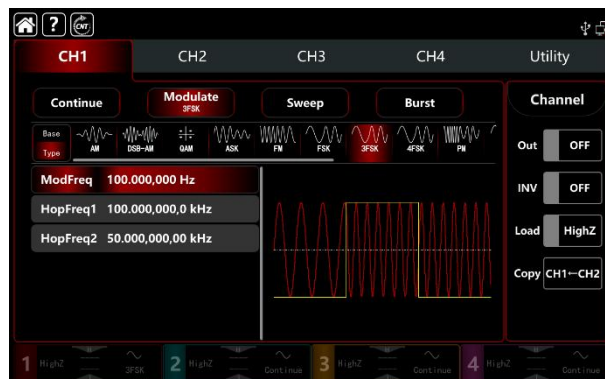 ? CNT
CH1 CH2 CH3 CH4 Utility
Continue Modulate Sweep Burst Channel
3FSK
Base
Type AM DSB-AM QAM ASK FM FSK 3FSK 4FSK PM
Out OFF
ModFreq 100.000,000 Hz
INV OFF
HopFreq1 100.000,000,0 kHz
Load HighZ
HopFreq2 50.000,000,00 kHz
Copy CH1←CH2
1 HighZ 3FSK 2 HighZ Continue 3 HighZ Continue 4 HighZ Continue